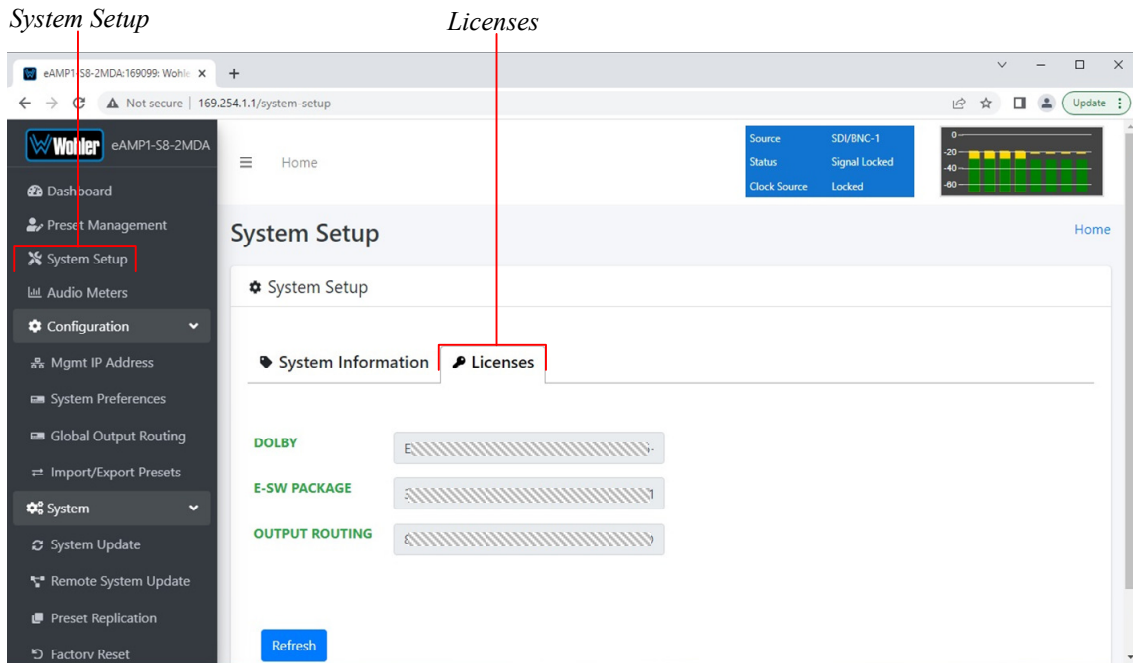 System Setup
Licenses
eAMP1-S8-2MDA:169099: Wohle
Not secure | 169.254.1.1/system-setup
Update
Wohler eAMP1-S8-2MDA
Home
Source SDI/BNC-1
Status Signal Locked
Clock Source Locked
0
-20
-40
-60
Dashboard
Preset Management
System Setup
Audio Meters
Configuration
Mgmt IP Address
System Preferences
Global Output Routing
Import/Export Presets
System
System Update
Remote System Update
Preset Replication
Factory Reset
System Setup
Home
System Setup
System Information
Licenses
DOLBY
E-SW PACKAGE
OUTPUT ROUTING
Refresh